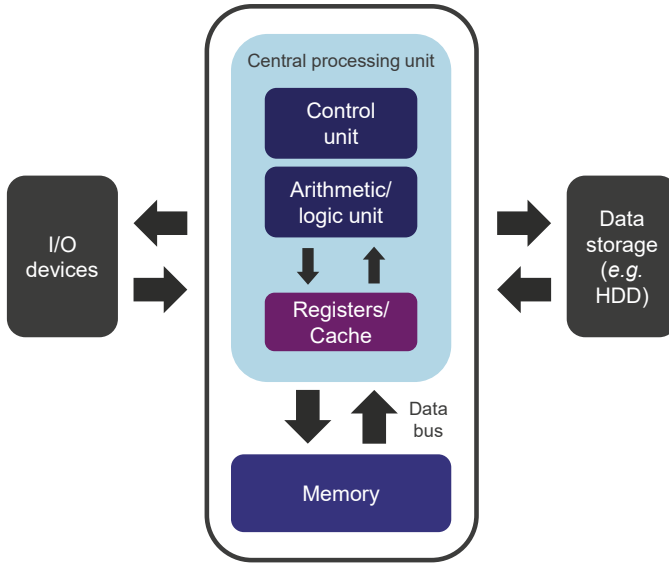 Central processing unit
Control
unit
Arithmetic/
logic unit
I/O
devices
Data
storage
(e.g.
HDD)
Registers/
Cache
Data
bus
Memory